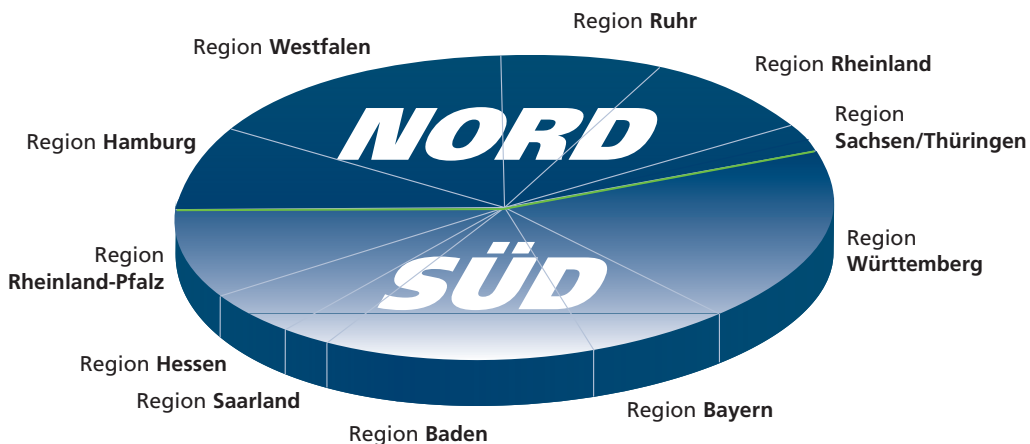 Region Ruhr
Region Westfalen
Region Rheinland
Region
Sachsen/Thüringen
Region Hamburg
NORD
Region
Württemberg
Region
Rheinland-Pfalz
SÜD
Region Hessen
Region Saarland
Region Bayern
Region Baden